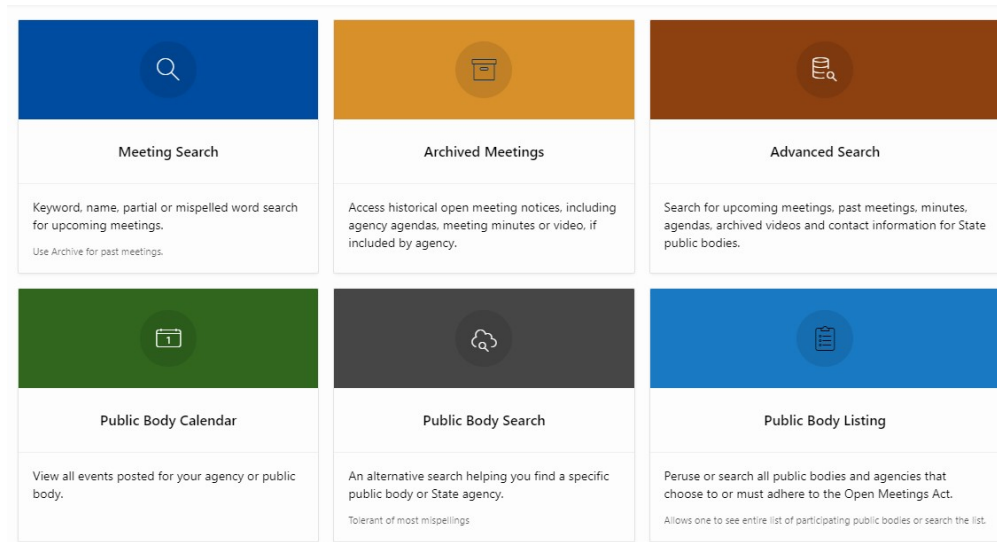 Meeting Search
Keyword, name, partial or mispelled word search
for upcoming meetings.
Use Archive for past meetings.
Archived Meetings
Access historical open meeting notices, including
agency agendas, meeting minutes or video, if
included by agency.
Advanced Search
Search for upcoming meetings, past meetings, minutes,
agendas, archived videos and contact information for State
public bodies.
1
Public Body Calendar
View all events posted for your agency or public
body.
Public Body Search
An alternative search helping you find a specific
public body or State agency.
Tolerant of most mispellings
Public Body Listing
Peruse or search all public bodies and agencies that
choose to or must adhere to the Open Meetings Act.
Allows one to see entire list of participating public bodies or search the list.